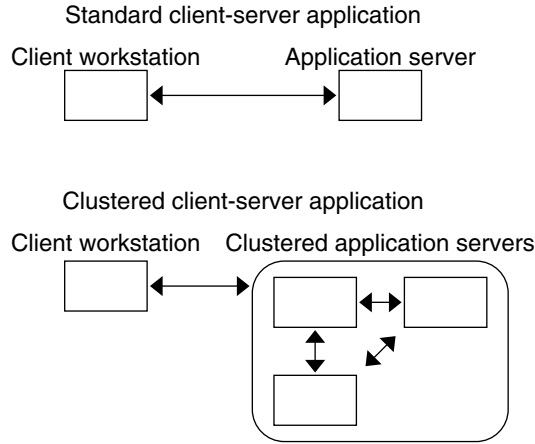 Standard client-server application
Client workstation Application server
Clustered client-server application
Client workstation Clustered application servers